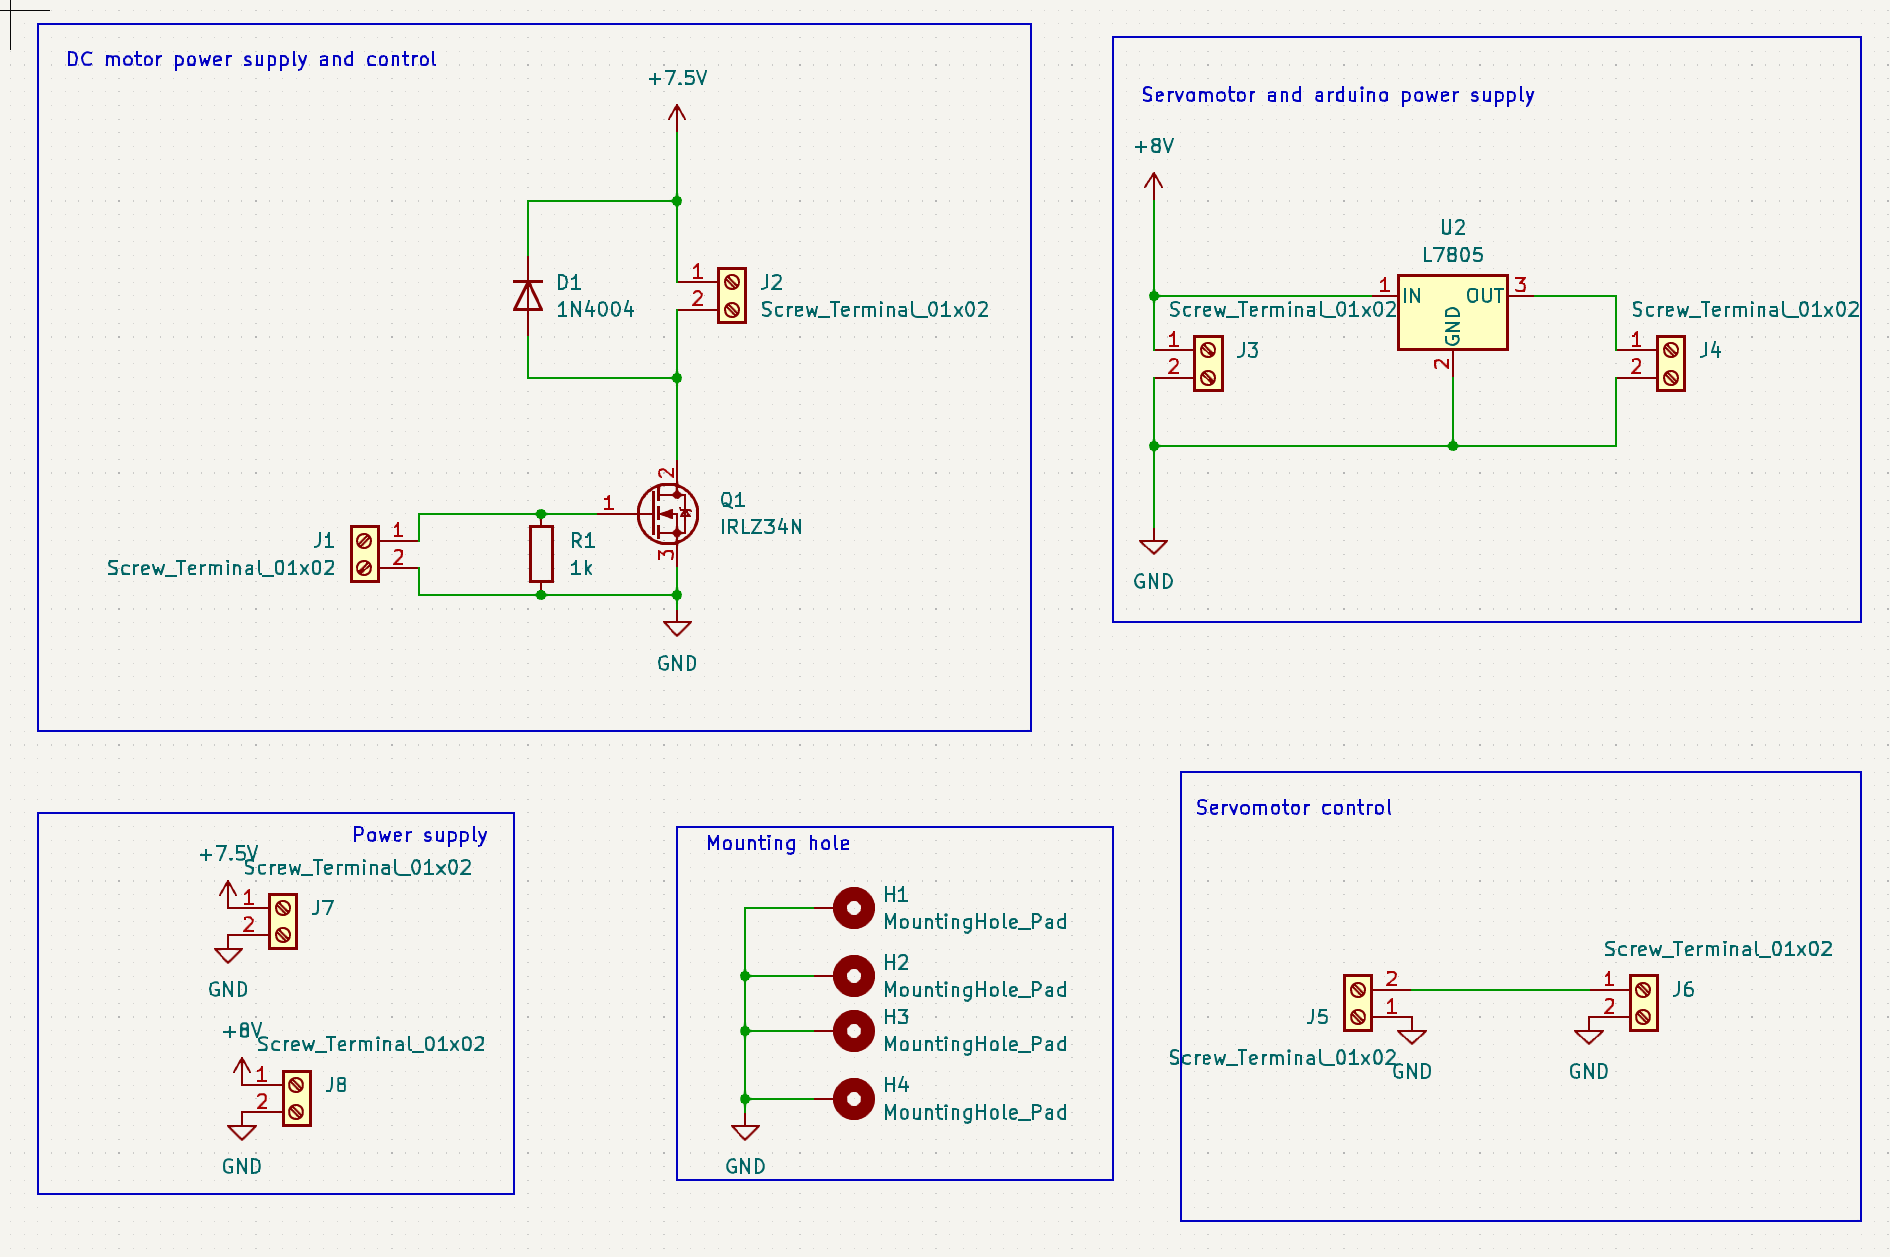 DC motor power supply and control
+7.5V
D1
1N4004
1
2
J2
Screw_Terminal_01x02
J1
Screw_Terminal_01x02
1
2
R1
1k
1
2
3
Q1
IRLZ34N
GND
Servomotor and arduino power supply
+8V
U2
L7805
1
IN
OUT
3
GND
2
Screw_Terminal_01x02
1
2
J3
Screw_Terminal_01x02
1
2
J4
GND
Power supply
+7.5V
Screw_Terminal_01x02
1
2
J7
GND
+8V
Screw_Terminal_01x02
1
2
J8
GND
Mounting hole
H1
MountingHole_Pad
H2
MountingHole_Pad
H3
MountingHole_Pad
H4
MountingHole_Pad
GND
Servomotor control
2
1
J5
Screw_Terminal_01x02
GND
Screw_Terminal_01x02
1
2
J6
GND